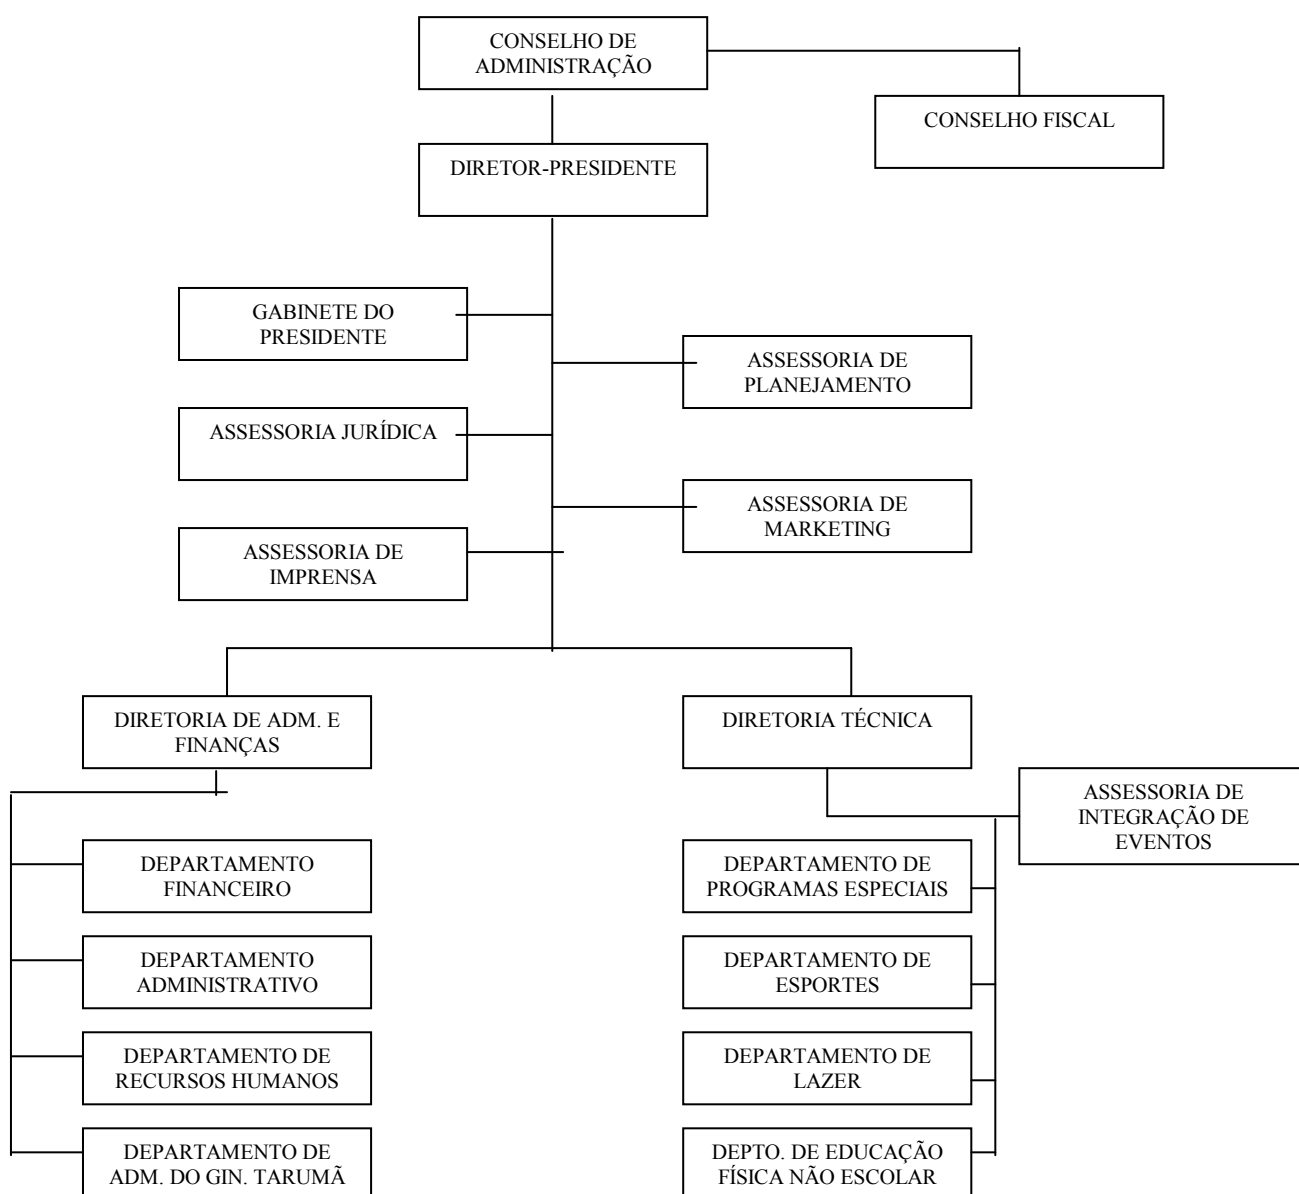 CONSELHO DE
ADMINISTRAÇÃO
CONSELHO FISCAL
DIRETOR-PRESIDENTE
GABINETE DO
PRESIDENTE
ASSESSORIA DE
PLANEJAMENTO
ASSESSORIA JURÍDICA
ASSESSORIA DE
MARKETING
ASSESSORIA DE
IMPRENSA
DIRETORIA DE ADM. E
FINANÇAS
DIRETORIA TÉCNICA
ASSESSORIA DE
INTEGRAÇÃO DE
EVENTOS
DEPARTAMENTO
FINANCEIRO
DEPARTAMENTO DE
PROGRAMAS ESPECIAIS
DEPARTAMENTO
ADMINISTRATIVO
DEPARTAMENTO DE
ESPORTES
DEPARTAMENTO DE
RECURSOS HUMANOS
DEPARTAMENTO DE
LAZER
DEPARTAMENTO DE
ADM. DO GIN. TARUMÃ
DEPTO. DE EDUCAÇÃO
FÍSICA NÃO ESCOLAR